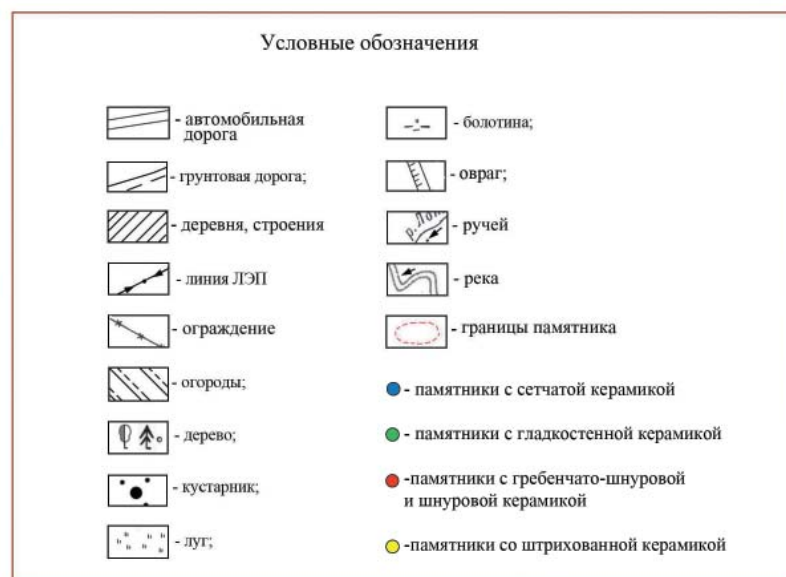 Условные обозначения
- автомобильная
дорога
- грунтовая дорога;
- деревня, строения
- линия ЛЭП
- ограждение
- огороды;
- дерево;
- кустарник;
- луг;
- болотина;
- овраг;
р. Лоп
- ручей
- река
- границы памятника
- памятники с сетчатой керамикой
- памятники с гладкостенной керамикой
-памятники с гребенчато-шнуровой
и шнуровой керамикой
-памятники со штрихованной керамикой